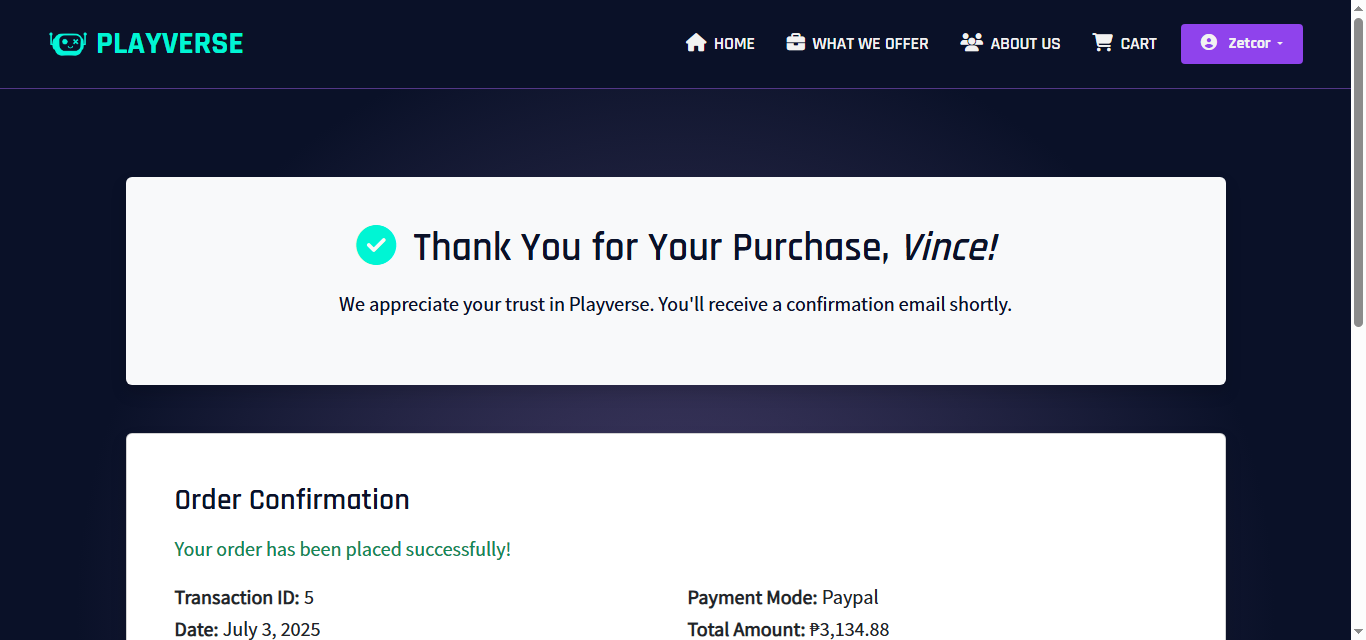 PLAYVERSE
HOME
WHAT WE OFFER
ABOUT US
CART
Zetcor
Thank You for Your Purchase, Vince!
We appreciate your trust in Playverse. You'll receive a confirmation email shortly.
Order Confirmation
Your order has been placed successfully!
Transaction ID: 5
Payment Mode: Paypal
Date: July 3, 2025
Total Amount: ₱3,134.88